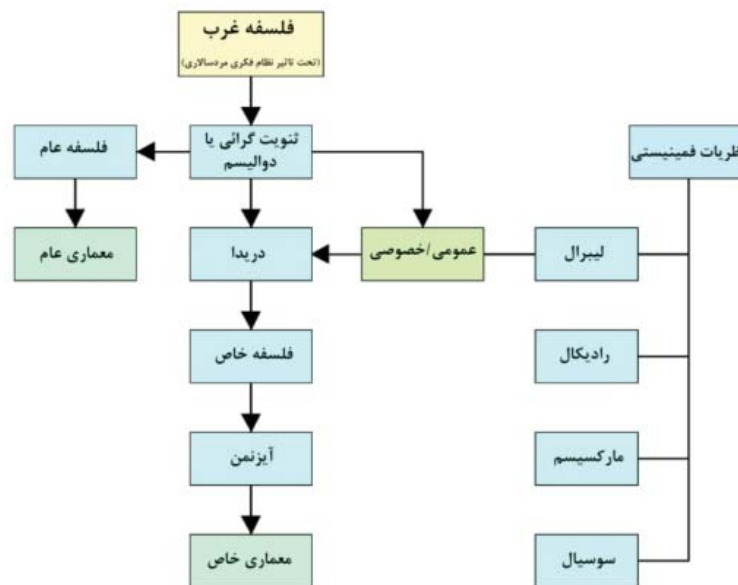 فلسفه غرب
(تحت تاثیر نظام فکری مردسالاری)
ثنویت گرائی یا
دوالیسم
فلسفه عام
نظریات فمینیستی
معماری عام
دریدا
عمومی/خصوصی
لیبرال
فلسفه خاص
رادیکال
آیزنمن
مارکسیسم
معماری خاص
سوسیال